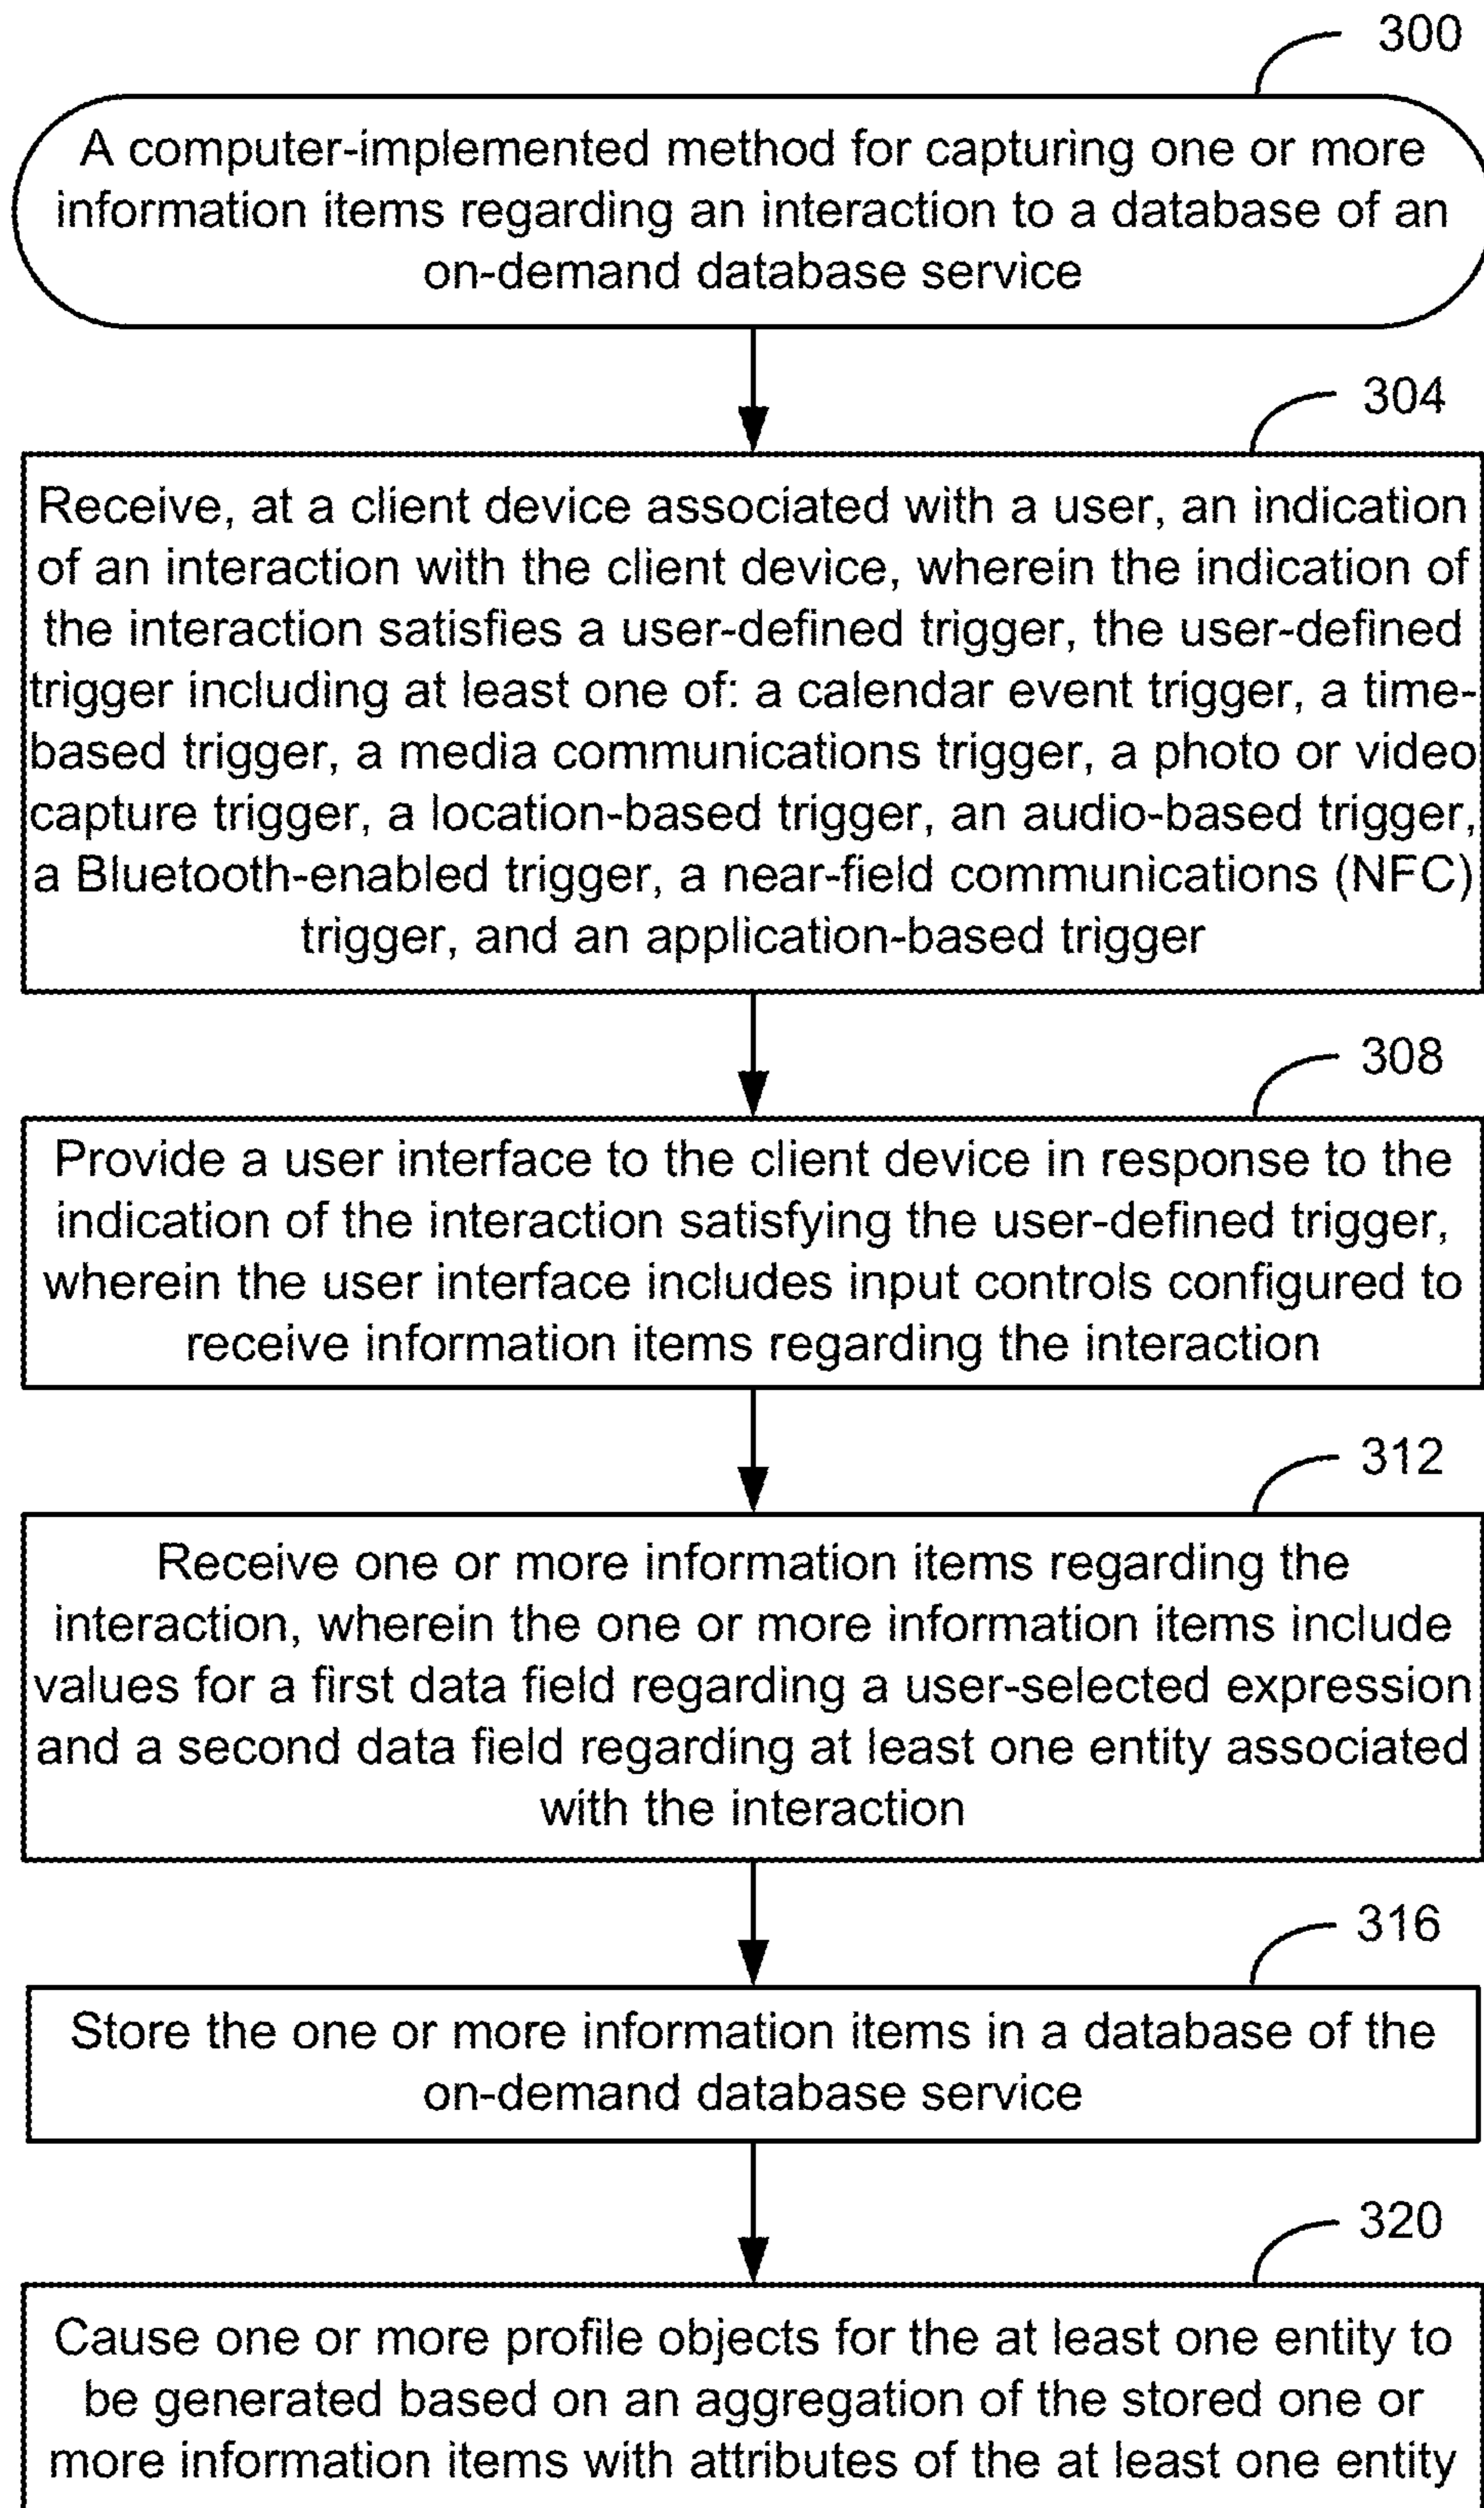 300
A computer-implemented method for capturing one or more
information items regarding an interaction to a database of an
on-demand database service
304
Receive, at a client device associated with a user, an indication
of an interaction with the client device, wherein the indication of
the interaction satisfies a user-defined trigger, the user-defined
trigger including at least one of: a calendar event trigger, a time-
based trigger, a media communications trigger, a photo or video
capture trigger, a location-based trigger, an audio-based trigger,
a Bluetooth-enabled trigger, a near-field communications (NFC)
trigger, and an application-based trigger
308
Provide a user interface to the client device in response to the
indication of the interaction satisfying the user-defined trigger,
wherein the user interface includes input controls configured to
receive information items regarding the interaction
312
Receive one or more information items regarding the
interaction, wherein the one or more information items include
values for a first data field regarding a user-selected expression
and a second data field regarding at least one entity associated
with the interaction
316
Store the one or more information items in a database of the
on-demand database service
320
Cause one or more profile objects for the at least one entity to
be generated based on an aggregation of the stored one or
more information items with attributes of the at least one entity